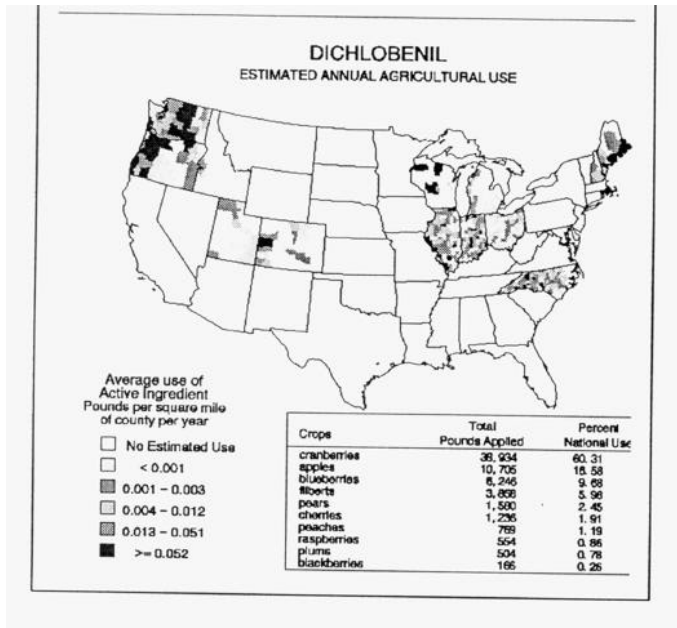 DICHLOBENIL
ESTIMATED ANNUAL AGRICULTURAL USE
Average use of
Active Ingredient
Pounds per square mile
of county per year
No Estimated Use
< 0.001
0.001 – 0.003
0.004 – 0.012
0.013 – 0.051
>= 0.052
Crops Total Pounds Applied Percent National Use
cranberries 38,934 60.31
apples 10,705 16.58
blueberries 6,246 9.68
filberts 5.98
pears 1,580 2.45
cherries 1,236 1.91
peaches 769 1.19
raspberries 554 0.86
plums 504 0.78
blackberries 166 0.26